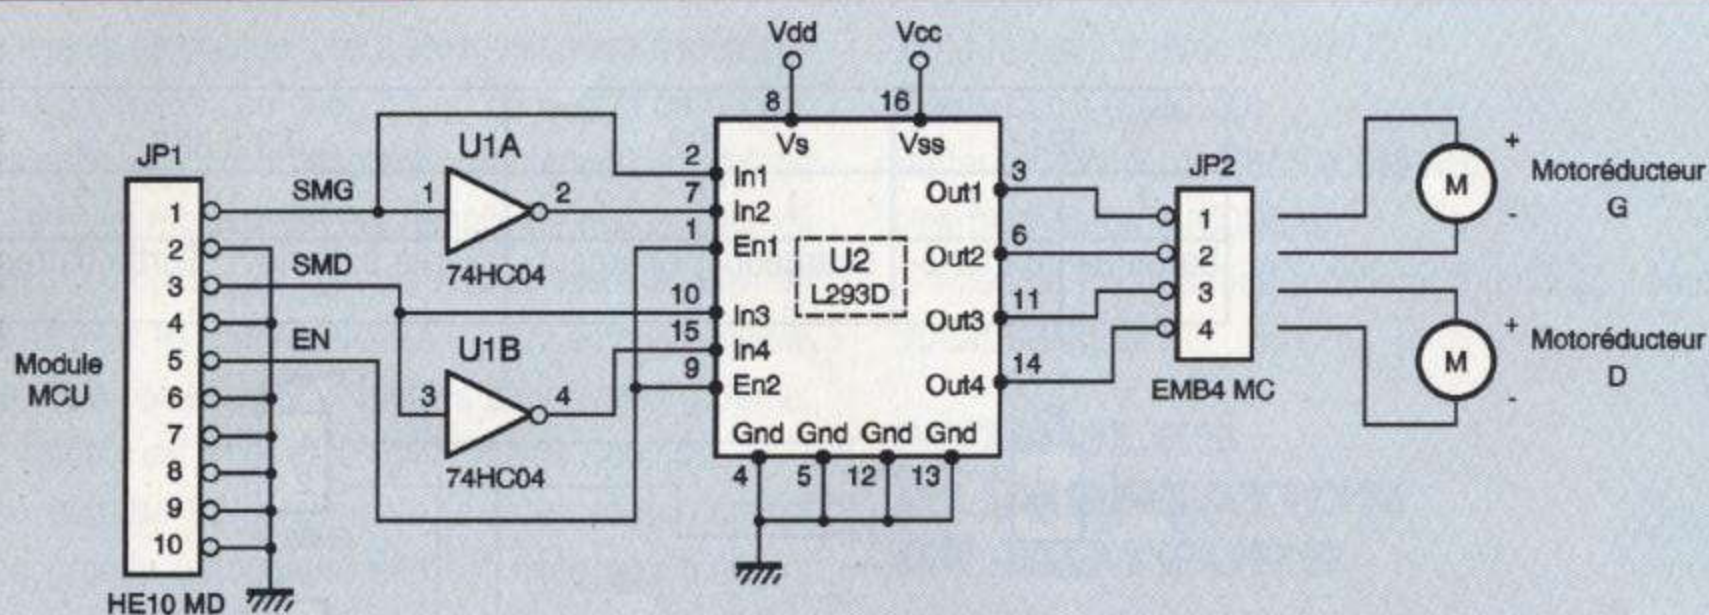 Vdd
Vcc
8
16
Vs
Vss
JP1
1
2
3
4
5
6
7
8
9
10
Module
MCU
HE10 MD
SMG
SMD
EN
U1A
1
2
74HC04
U1B
3
4
74HC04
2
7
1
10
15
9
In1
In2
En1
In3
In4
En2
U2
L293D
Out1
Out2
Out3
Out4
3
6
11
14
Gnd Gnd Gnd Gnd
4
5
12
13
JP2
1
2
3
4
EMB4 MC
M
+
-
Motoréducteur
G
M
+
-
Motoréducteur
D